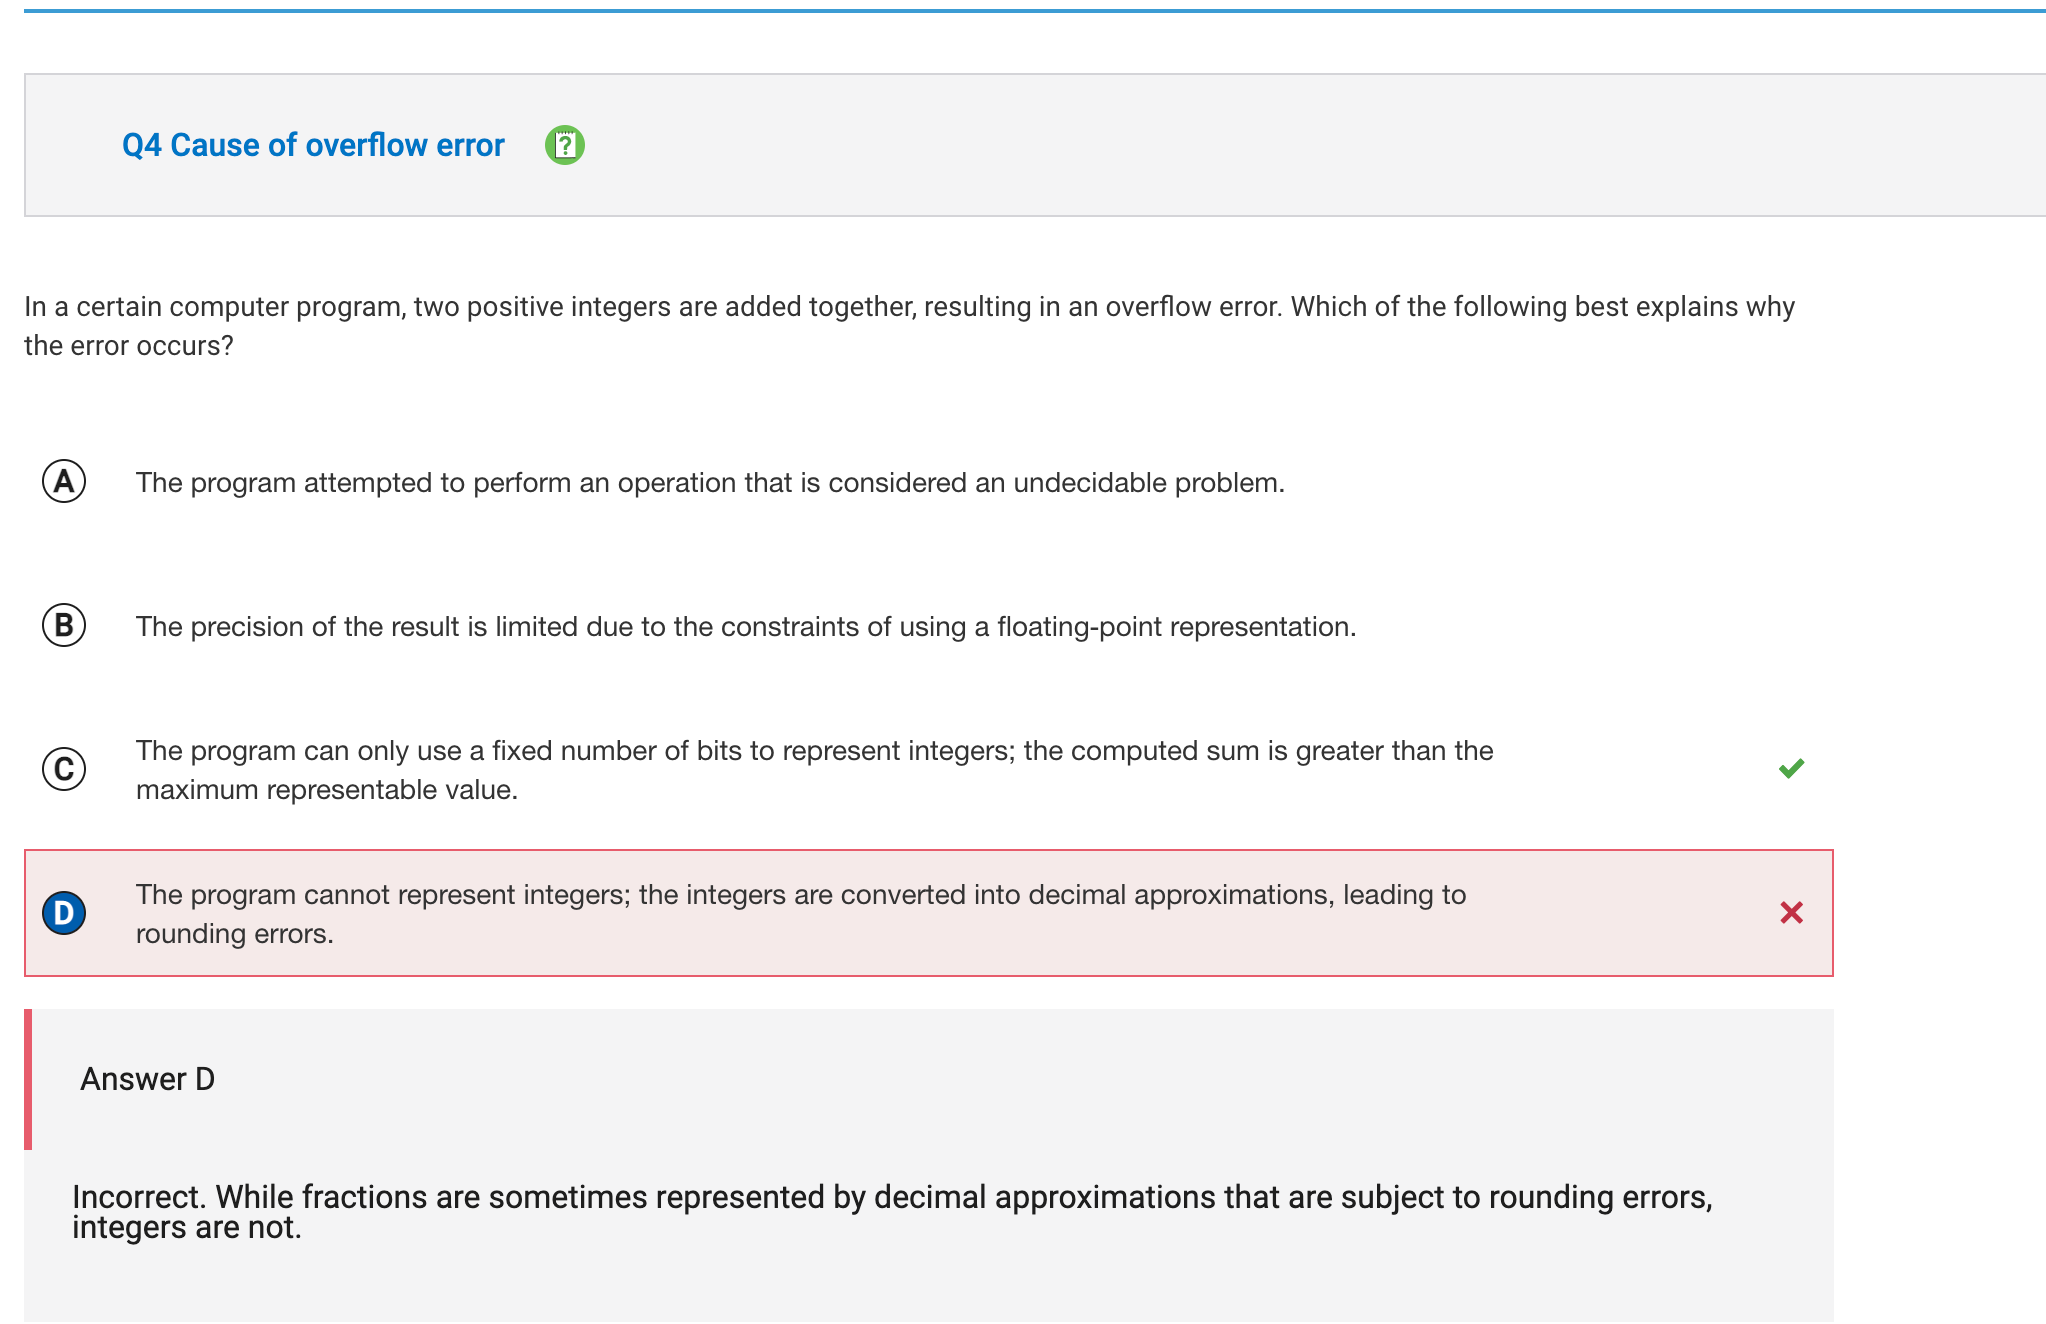 Q4 Cause of overflow error
In a certain computer program, two positive integers are added together, resulting in an overflow error. Which of the following best explains why
the error occurs?
A The program attempted to perform an operation that is considered an undecidable problem.
B The precision of the result is limited due to the constraints of using a floating-point representation.
C The program can only use a fixed number of bits to represent integers; the computed sum is greater than the
maximum representable value.
D The program cannot represent integers; the integers are converted into decimal approximations, leading to
rounding errors.
Answer D
Incorrect. While fractions are sometimes represented by decimal approximations that are subject to rounding errors,
integers are not.